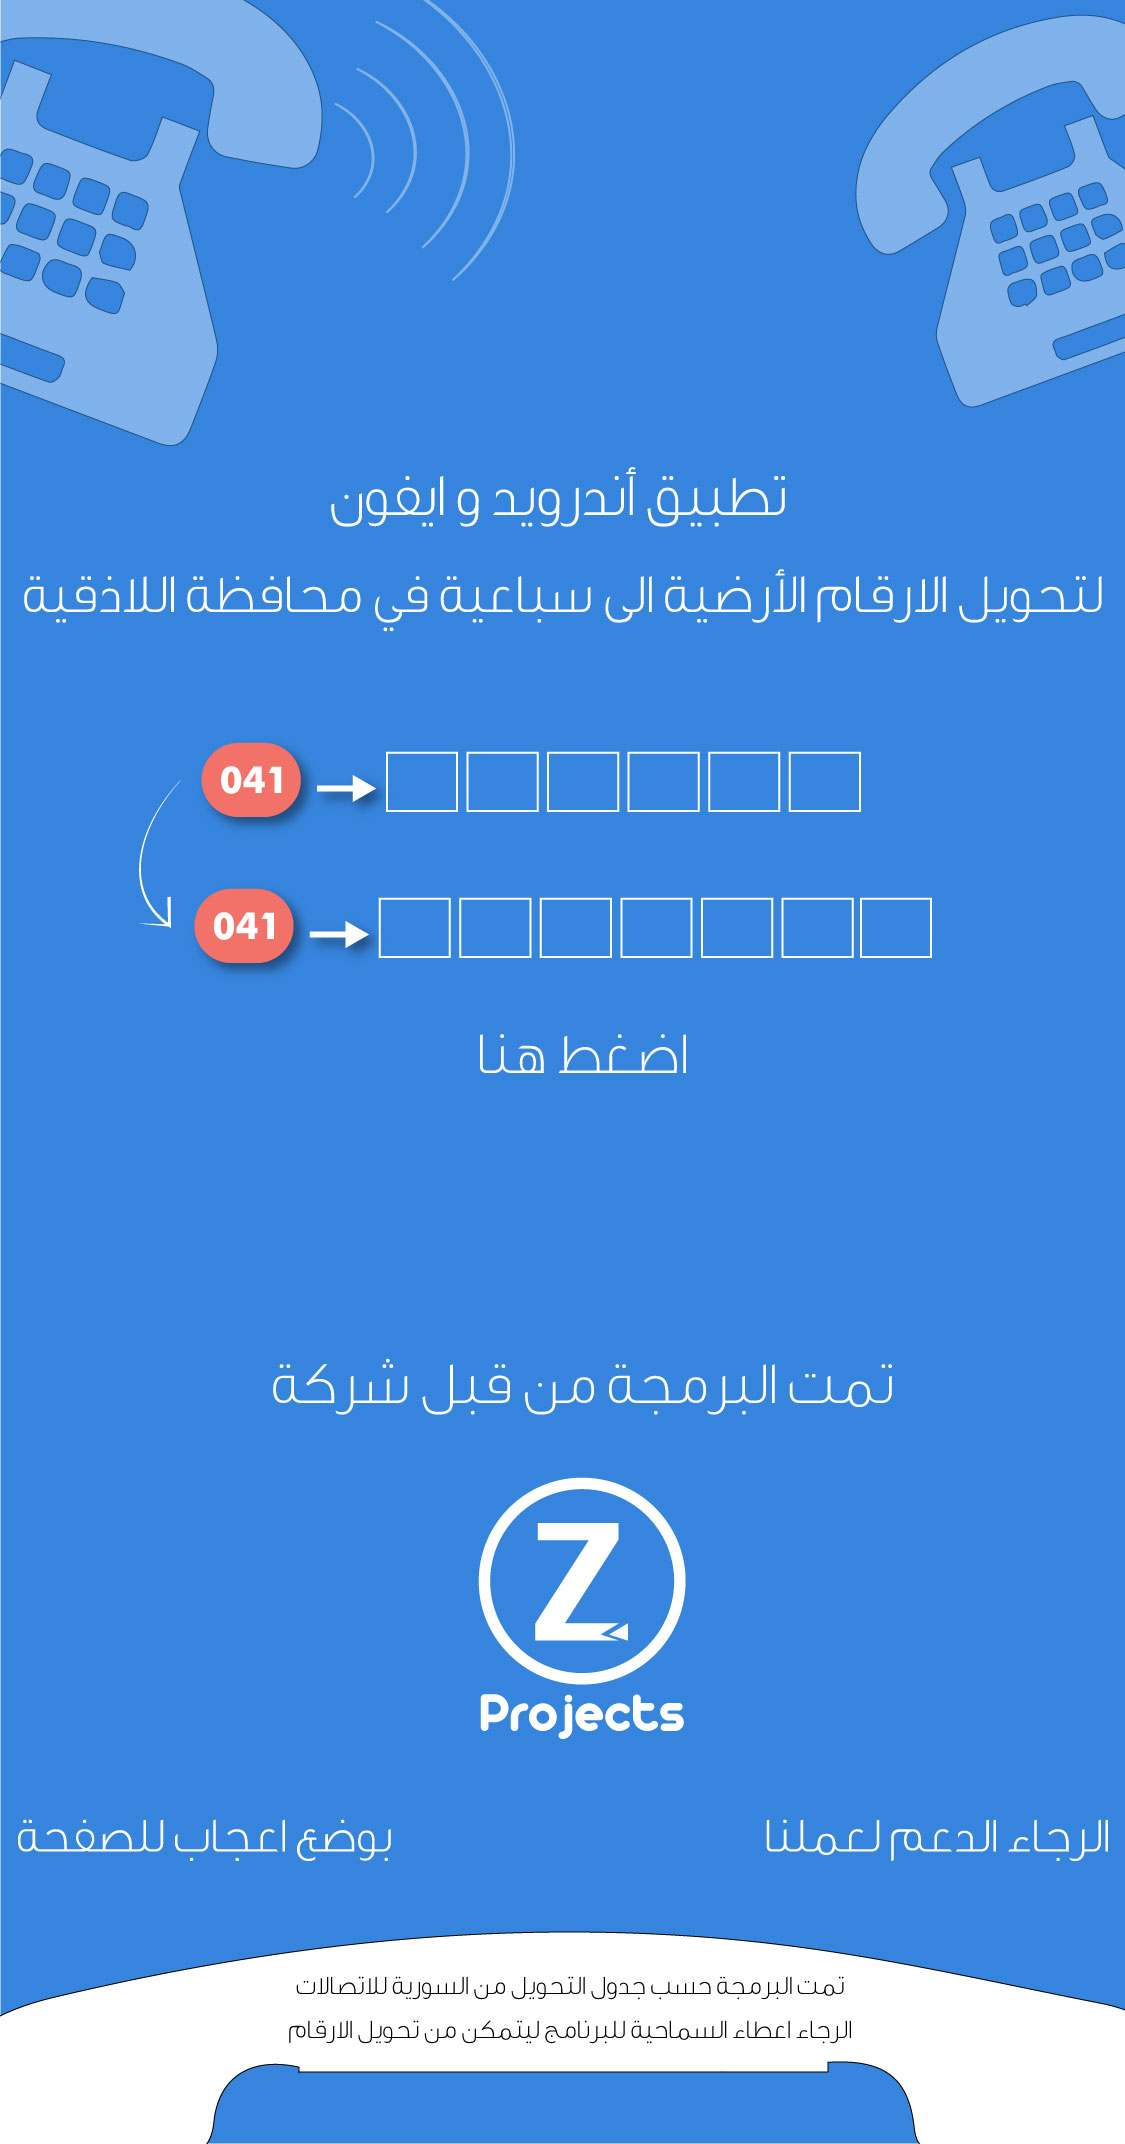 تطبيق أندرويد و ايفون
لتحويل الارقام الأرضية الى سباعية في محافظة اللاذقية
041
041
اضغط هنا
تمت البرمجة من قبل شركة
Z
Projects
الرجاء الدعم لعملنا
بوضع اعجاب للصفحة
تمت البرمجة حسب جدول التحويل من السورية للاتصالات
الرجاء اعطاء السماحية للبرنامج ليتمكن من تحويل الارقام